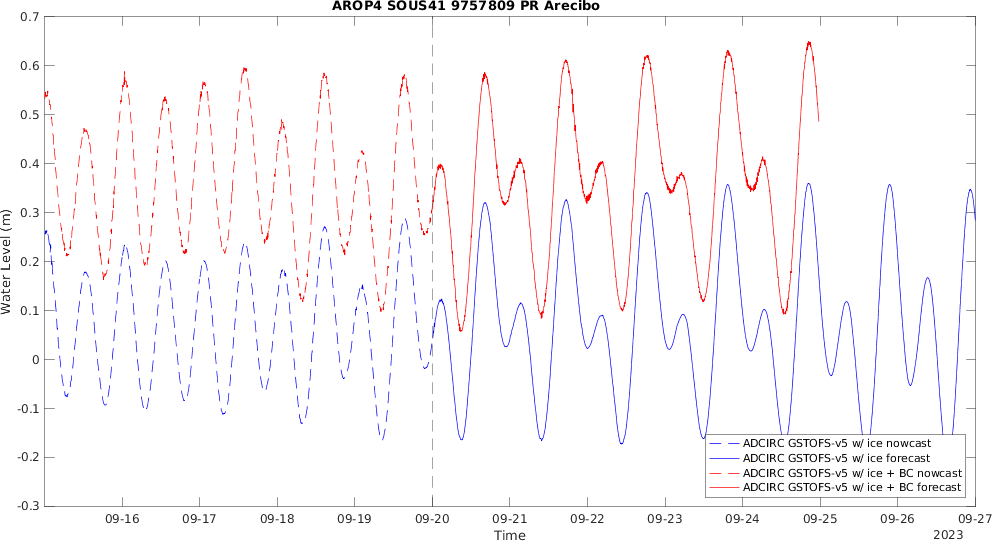 AROP4 SOUS41 9757809 PR Arecibo
0.7
0.6
0.5
0.4
0.3
0.2
0.1
0
-0.1
-0.2
-0.3
Water Level (m)
ADCIRC GSTOFS-v5 w/ ice nowcast
ADCIRC GSTOFS-v5 w/ ice forecast
ADCIRC GSTOFS-v5 w/ ice + BC nowcast
ADCIRC GSTOFS-v5 w/ ice + BC forecast
09-16 09-17 09-18 09-19 09-20 09-21 09-22 09-23 09-24 09-25 09-26 09-27
Time
2023